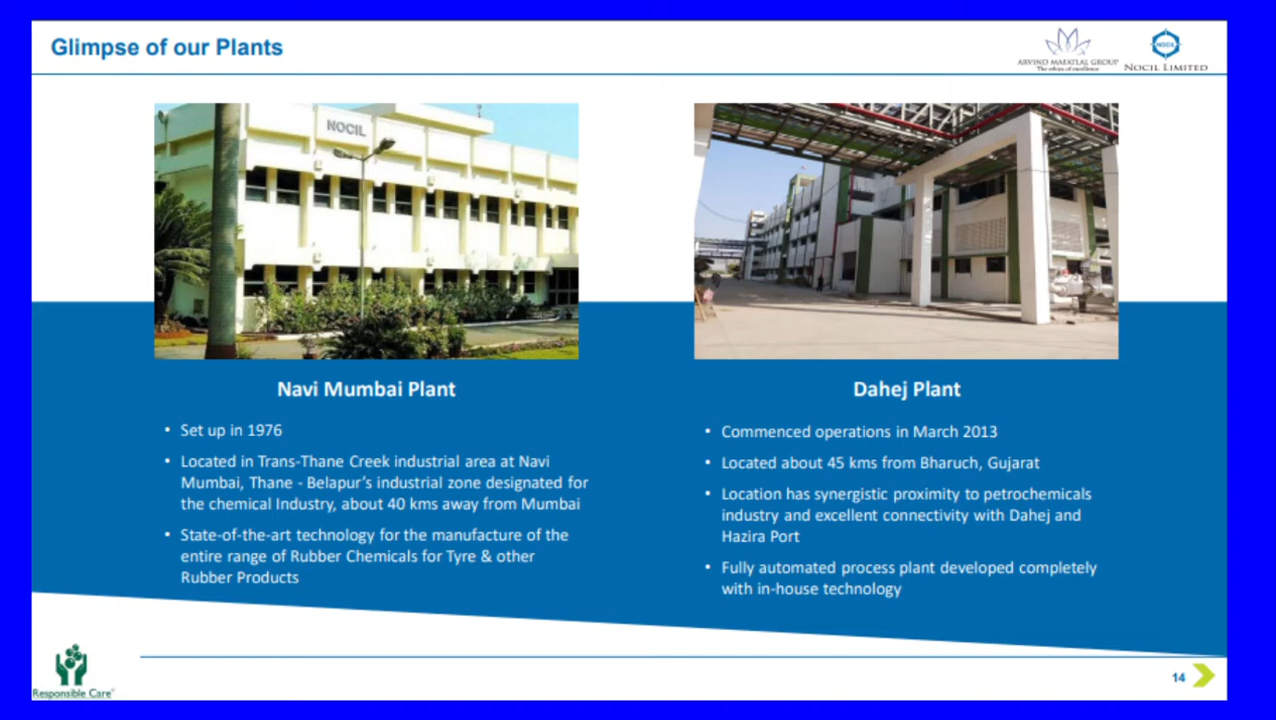 Glimpse of our Plants
ARVIND MAFATLAL GROUP
The ethics of excellence
NOCIL
NOCIL LIMITED
NOCIL
Navi Mumbai Plant
• Set up in 1976
• Located in Trans-Thane Creek industrial area at Navi
Mumbai, Thane - Belapur's industrial zone designated for
the chemical Industry, about 40 kms away from Mumbai
• State-of-the-art technology for the manufacture of the
entire range of Rubber Chemicals for Tyre & other
Rubber Products
Dahej Plant
• Commenced operations in March 2013
• Located about 45 kms from Bharuch, Gujarat
• Location has synergistic proximity to petrochemicals
industry and excellent connectivity with Dahej and
Hazira Port
• Fully automated process plant developed completely
with in-house technology
Responsible Care®
14